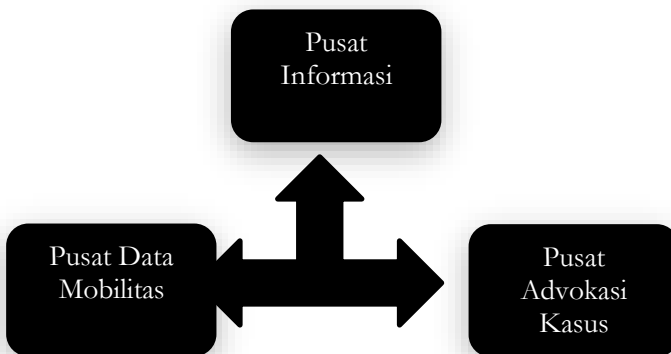 Pusat
Informasi
Pusat Data
Mobilitas
Pusat
Advokasi
Kasus